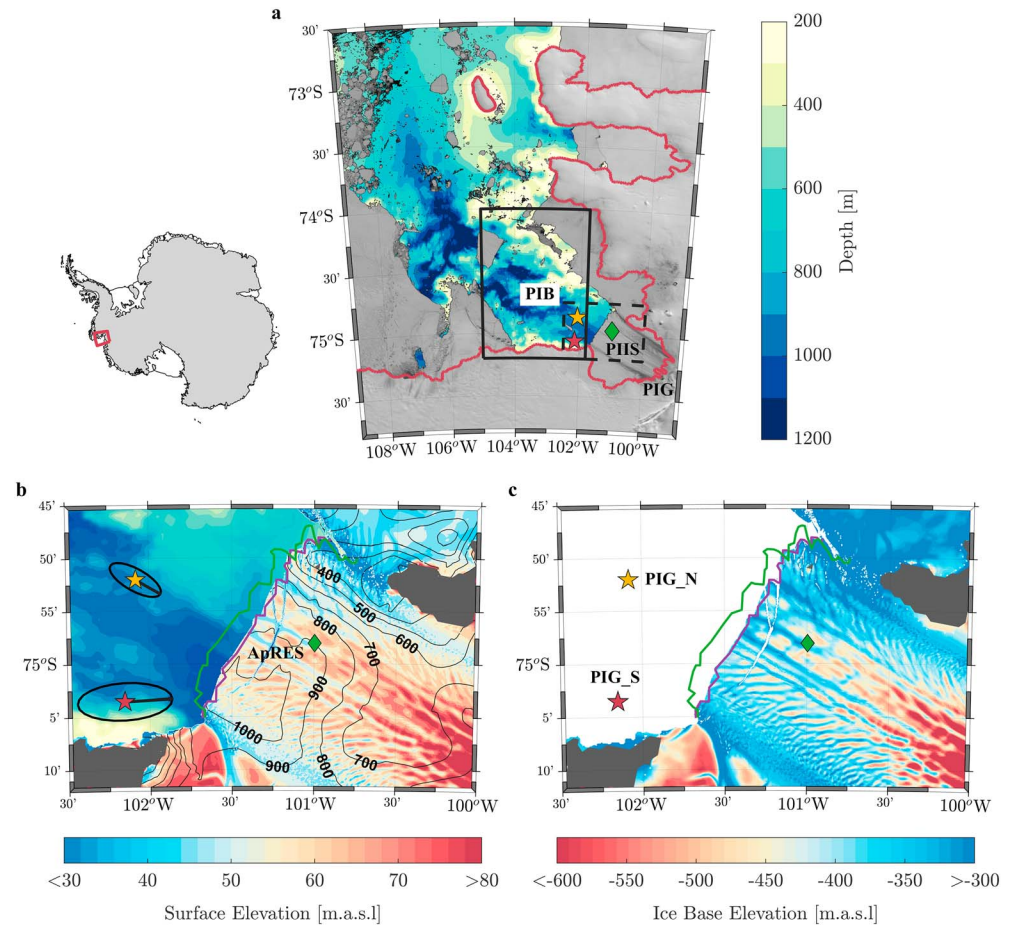 a
30'
73°S
30'
74°S
30'
75°S
30'
108°W
106°W
104°W
102°W
100°W
PIB
PIIS
PIG
200
400
600
800
1000
1200
Depth [m]
b
45'
50'
55'
75°S
5'
10'
30'
102°W
30'
101°W
30'
100°W
400
500
600
800
700
ApRES
900
1000
900
800
700
<30
40
50
60
70
>80
Surface Elevation [m.a.s.l]
c
45'
50'
55'
75°S
5'
10'
30'
102°W
30'
101°W
30'
100°W
PIG_N
PIG_S
<-600
-550
-500
-450
-400
-350
>-300
Ice Base Elevation [m.a.s.l]